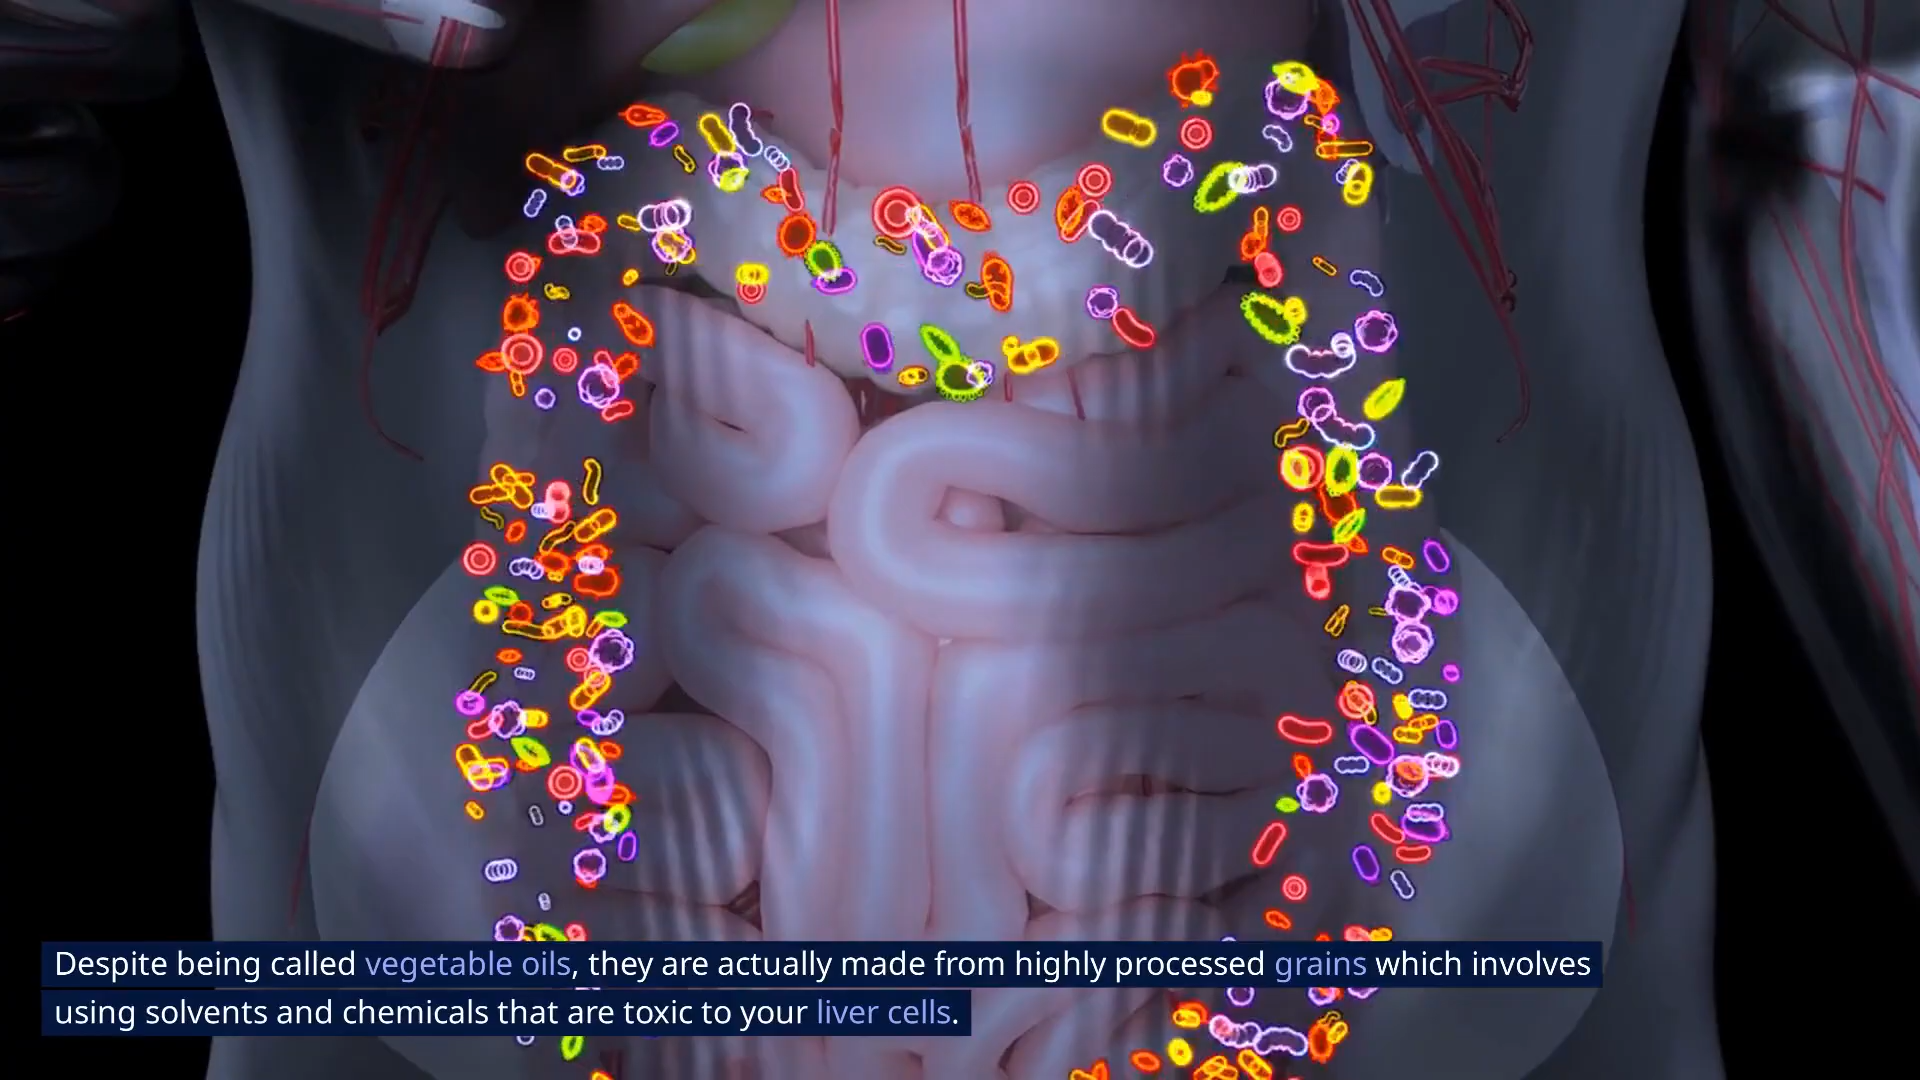 Despite being called vegetable oils, they are actually made from highly processed grains which involves
using solvents and chemicals that are toxic to your liver cells.